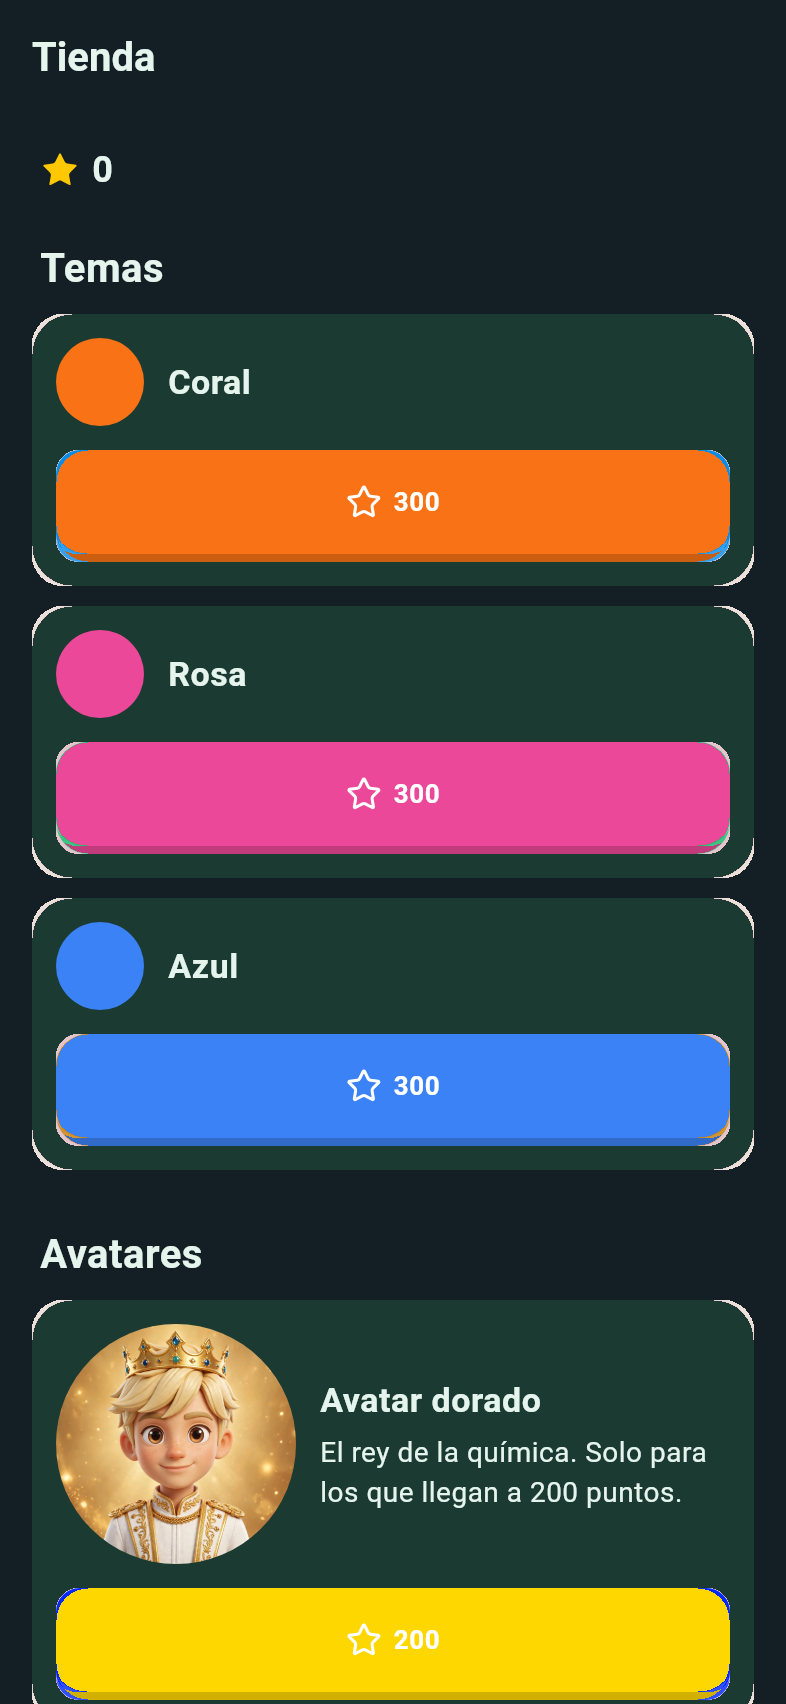 Tienda
0
Temas
Coral
300
Rosa
300
Azul
300
Avatares
Avatar dorado
El rey de la química. Solo para
los que llegan a 200 puntos.
200